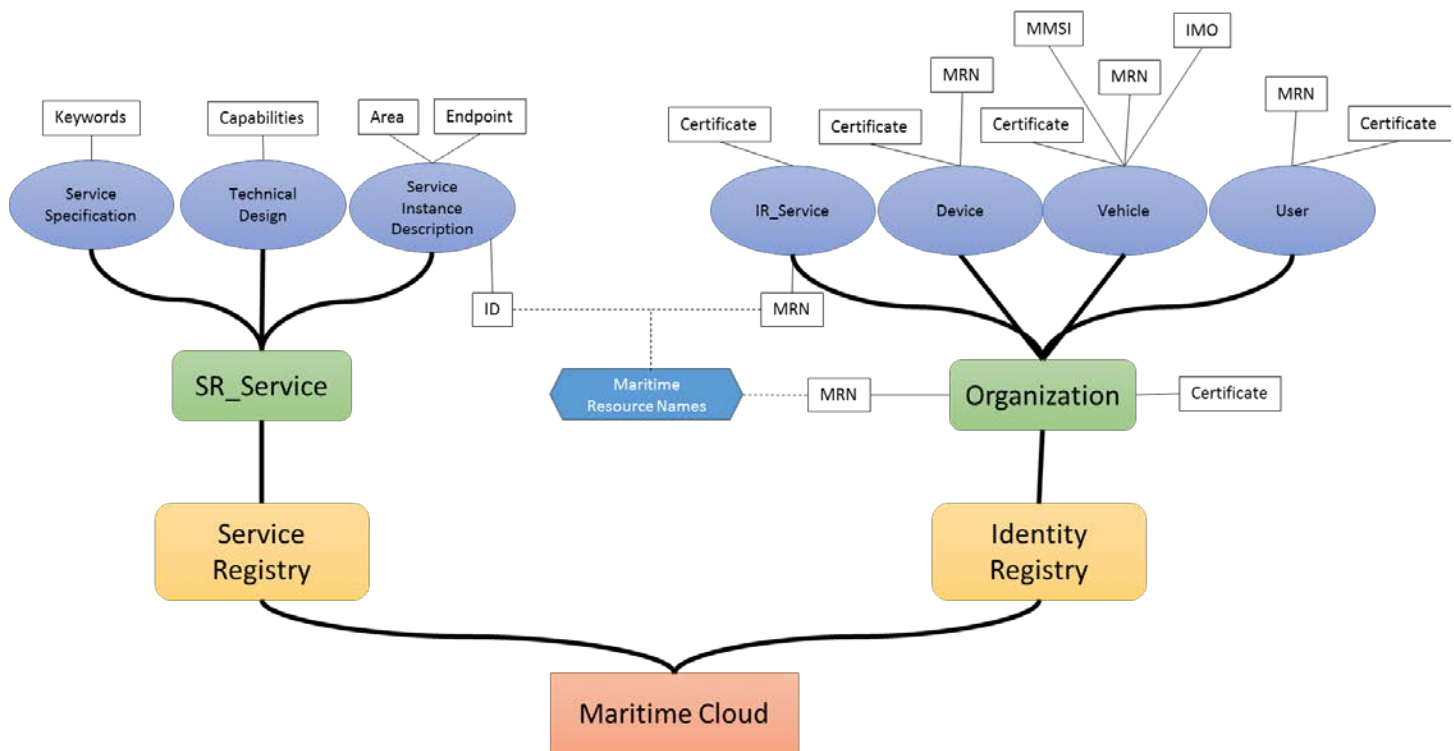 MMSI
IMO
MRN
MRN
MRN
Keywords
Capabilities
Area
Endpoint
Certificate
Certificate
Certificate
Certificate
Service
Specification
Technical
Design
Service
Instance
Description
IR_Service
Device
Vehicle
User
ID
MRN
SR_Service
Maritime
Resource Names
MRN
Organization
Certificate
Service
Registry
Identity
Registry
Maritime Cloud